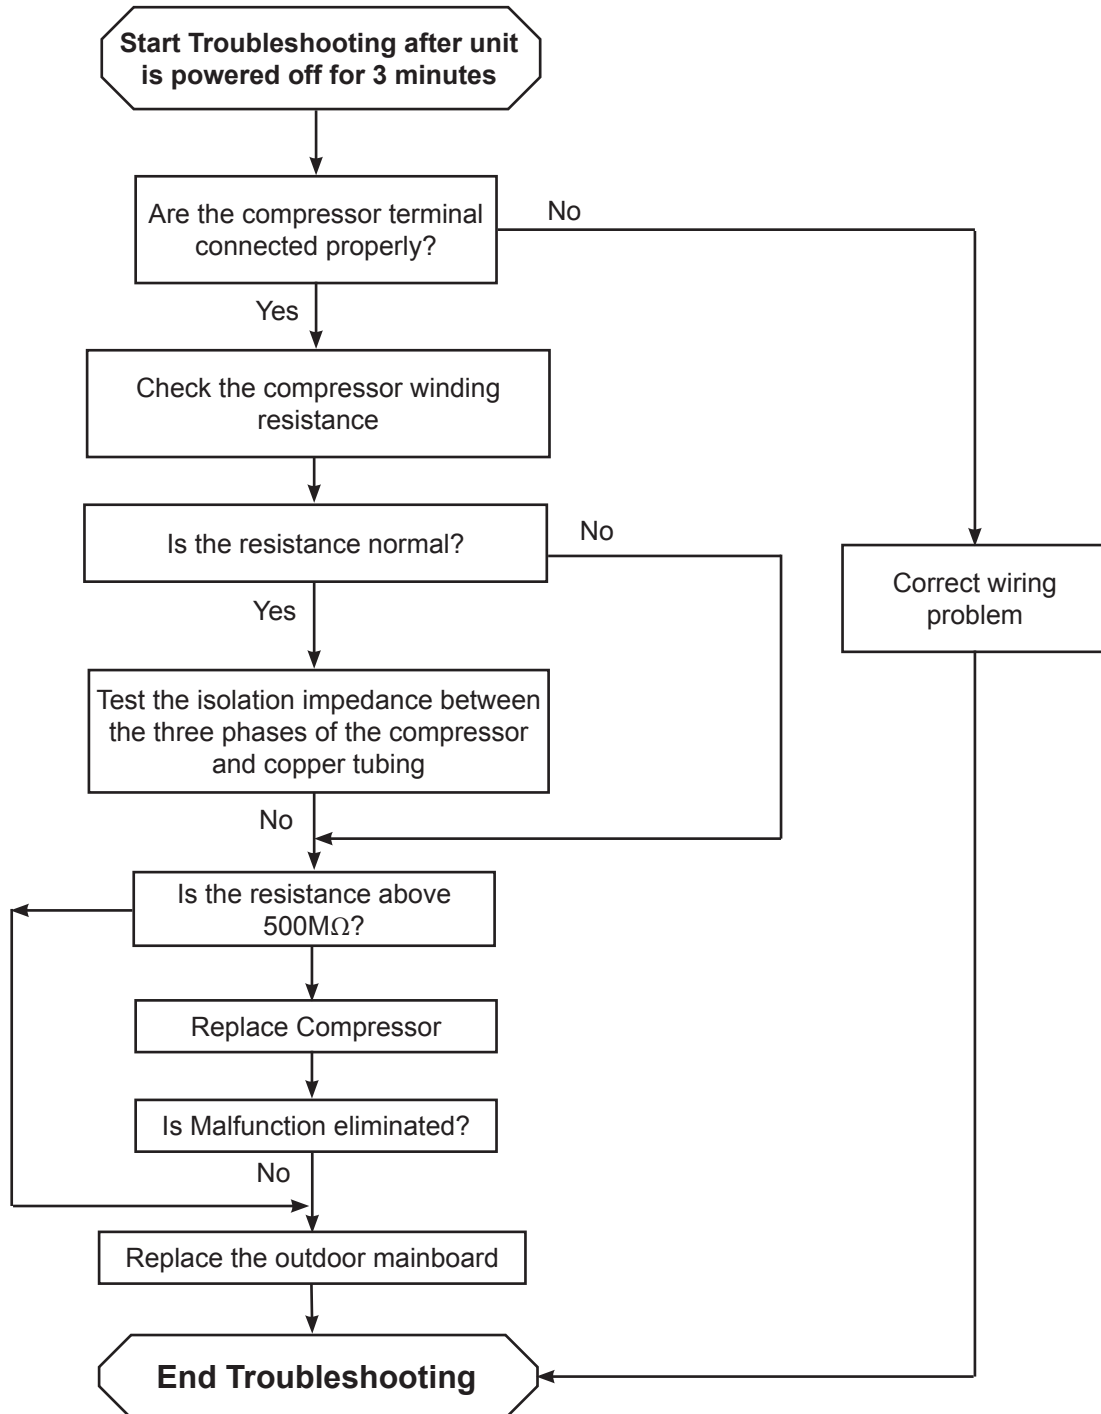 Start Troubleshooting after unit
is powered off for 3 minutes
Are the compressor terminal
connected properly?
No
Yes
Check the compressor winding
resistance
Is the resistance normal?
No
Correct wiring
problem
Yes
Test the isolation impedance between
the three phases of the compressor
and copper tubing
No
Is the resistance above
500MΩ?
Replace Compressor
Is Malfunction eliminated?
No
Replace the outdoor mainboard
End Troubleshooting